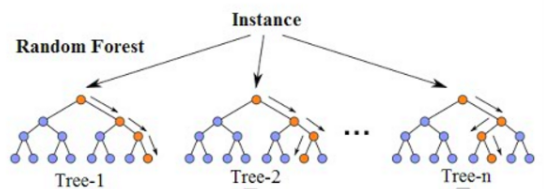 Instance
Random Forest
...
Tree-1
Tree-2
Tree-n